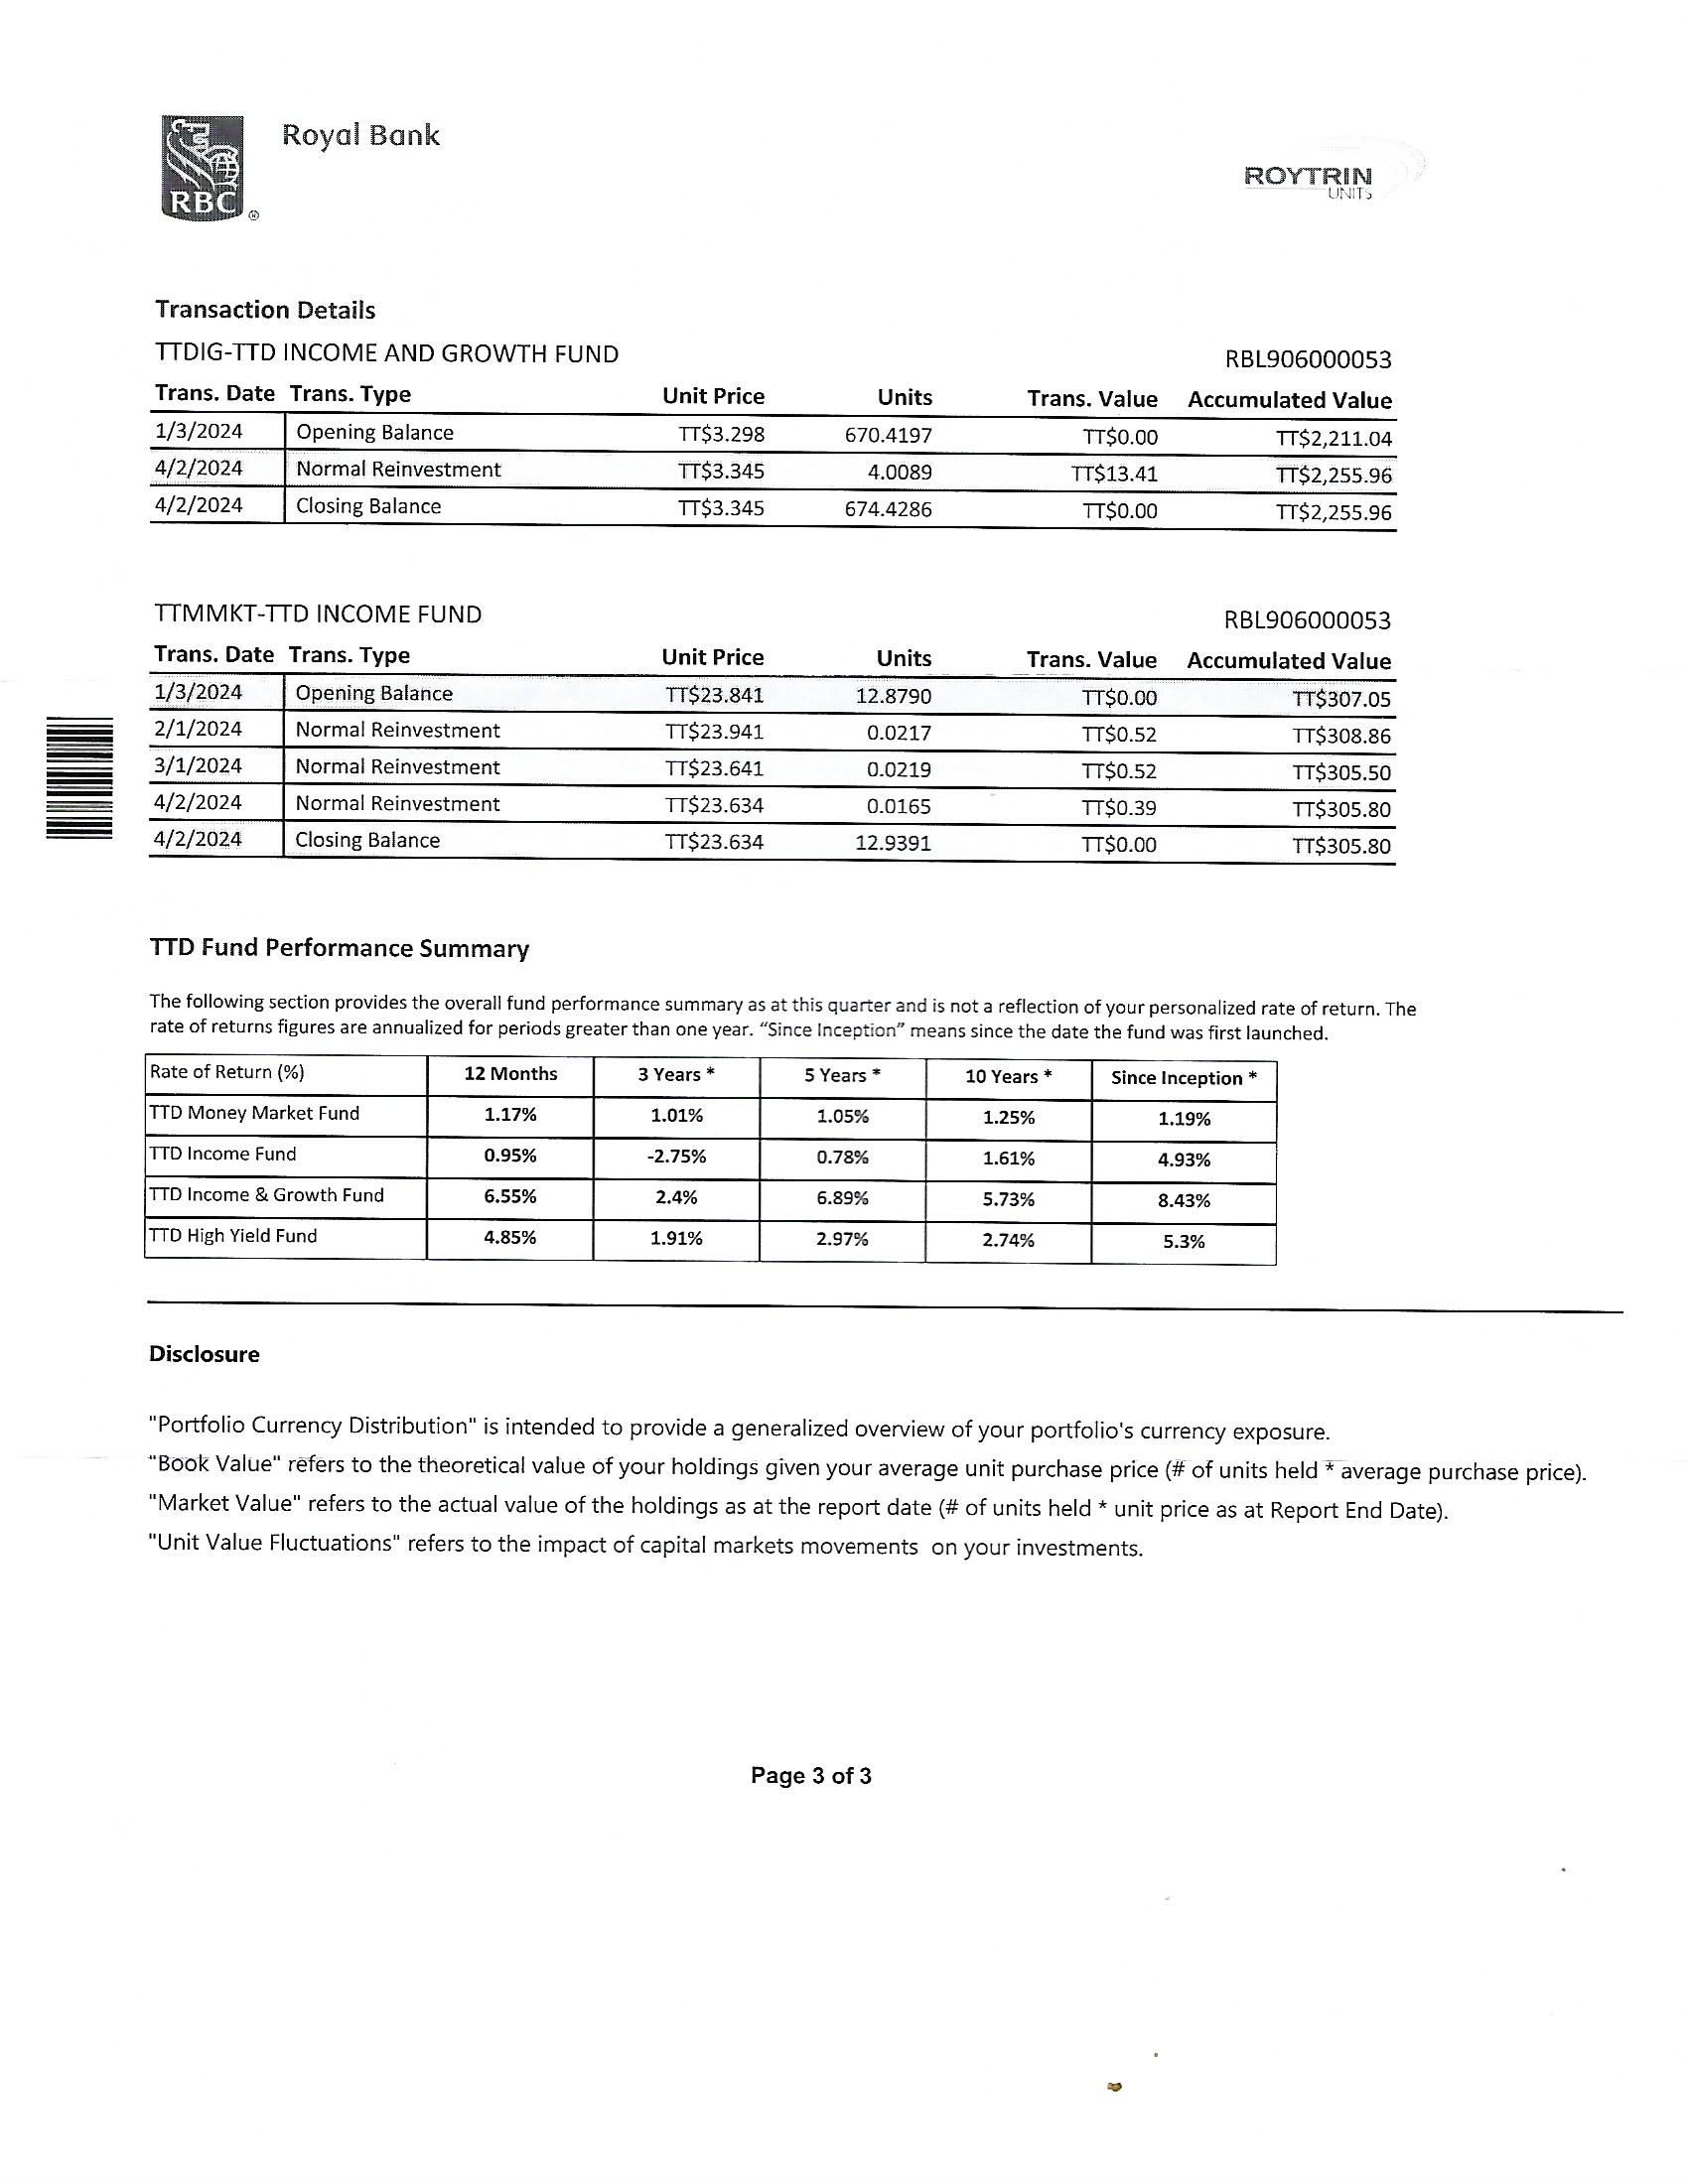 Royal Bank
RBC ®
ROYTRIN
UNITS
Transaction Details
TTDIG-TTD INCOME AND GROWTH FUND RBL906000053
Trans. Date Trans. Type Unit Price Units Trans. Value Accumulated Value
1/3/2024 Opening Balance TT$3.298 670.4197 TT$0.00 TT$2,211.04
4/2/2024 Normal Reinvestment TT$3.345 4.0089 TT$13.41 TT$2,255.96
4/2/2024 Closing Balance TT$3.345 674.4286 TT$0.00 TT$2,255.96
TTMMKT-TTD INCOME FUND RBL906000053
Trans. Date Trans. Type Unit Price Units Trans. Value Accumulated Value
1/3/2024 Opening Balance TT$23.841 12.8790 TT$0.00 TT$307.05
2/1/2024 Normal Reinvestment TT$23.941 0.0217 TT$0.52 TT$308.86
3/1/2024 Normal Reinvestment TT$23.641 0.0219 TT$0.52 TT$305.50
4/2/2024 Normal Reinvestment TT$23.634 0.0165 TT$0.39 TT$305.80
4/2/2024 Closing Balance TT$23.634 12.9391 TT$0.00 TT$305.80
TTD Fund Performance Summary
The following section provides the overall fund performance summary as at this quarter and is not a reflection of your personalized rate of return. The
rate of returns figures are annualized for periods greater than one year. “Since Inception” means since the date the fund was first launched.
Rate of Return (%) 12 Months 3 Years * 5 Years * 10 Years * Since Inception *
TTD Money Market Fund 1.17% 1.01% 1.05% 1.25% 1.19%
TTD Income Fund 0.95% -2.75% 0.78% 1.61% 4.93%
TTD Income & Growth Fund 6.55% 2.4% 6.89% 5.73% 8.43%
TTD High Yield Fund 4.85% 1.91% 2.97% 2.74% 5.3%
Disclosure
"Portfolio Currency Distribution" is intended to provide a generalized overview of your portfolio's currency exposure.
"Book Value" refers to the theoretical value of your holdings given your average unit purchase price (# of units held * average purchase price).
"Market Value" refers to the actual value of the holdings as at the report date (# of units held * unit price as at Report End Date).
"Unit Value Fluctuations" refers to the impact of capital markets movements on your investments.
Page 3 of 3